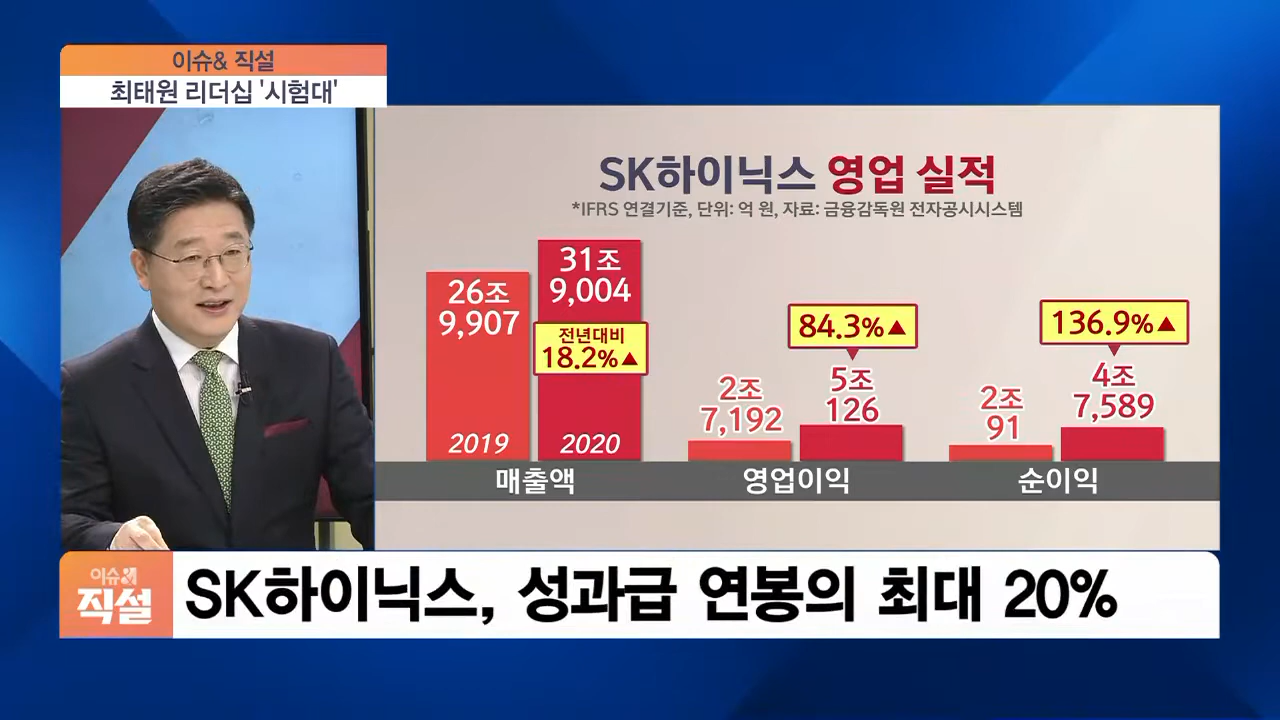 이슈& 직설
최태원 리더십 '시험대'
SK하이닉스 영업 실적
*IFRS 연결기준, 단위: 억 원, 자료: 금융감독원 전자공시시스템
26조
9,907
2019
31조
9,004
전년대비
18.2%▲
2020
매출액
2조
7,192
84.3%▲
5조
126
영업이익
2조
91
136.9%▲
4조
7,589
순이익
이슈&
직설
SK하이닉스, 성과급 연봉의 최대 20%